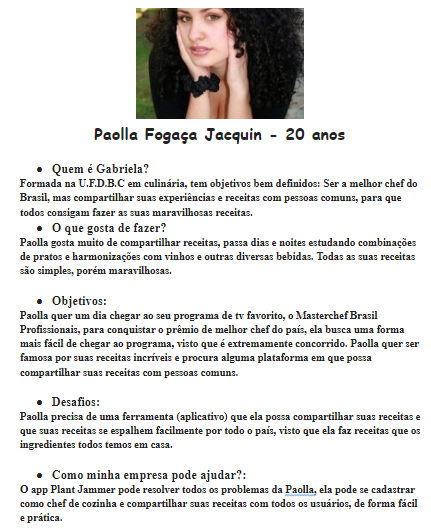 Paolla Fogaça Jacquin - 20 anos
● Quem é Gabriela?
Formada na U.F.D.B.C em culinária, tem objetivos bem definidos: Ser a melhor chef do
Brasil, mas compartilhar suas experiências e receitas com pessoas comuns, para que
todos consigam fazer as suas maravilhosas receitas.
● O que gosta de fazer?
Paolla gosta muito de compartilhar receitas, passa dias e noites estudando combinações
de pratos e harmonizações com vinhos e outras diversas bebidas. Todas as suas receitas
são simples, porém maravilhosas.
● Objetivos:
Paolla quer um dia chegar ao seu programa de tv favorito, o Masterchef Brasil
Profissionais, para conquistar o prêmio de melhor chef do país, ela busca uma forma
mais fácil de chegar ao programa, visto que é extremamente concorrido. Paolla quer ser
famosa por suas receitas incríveis e procura alguma plataforma em que possa
compartilhar suas receitas com pessoas comuns.
● Desafios:
Paolla precisa de uma ferramenta (aplicativo) que ela possa compartilhar suas receitas e
que suas receitas se espalhem facilmente por todo o país, visto que ela faz receitas que os
ingredientes todos temos em casa.
● Como minha empresa pode ajudar?:
O app Plant Jammer pode resolver todos os problemas da Paolla, ela pode se cadastrar
como chef de cozinha e compartilhar suas receitas com todos os usuários, de forma fácil
e prática.